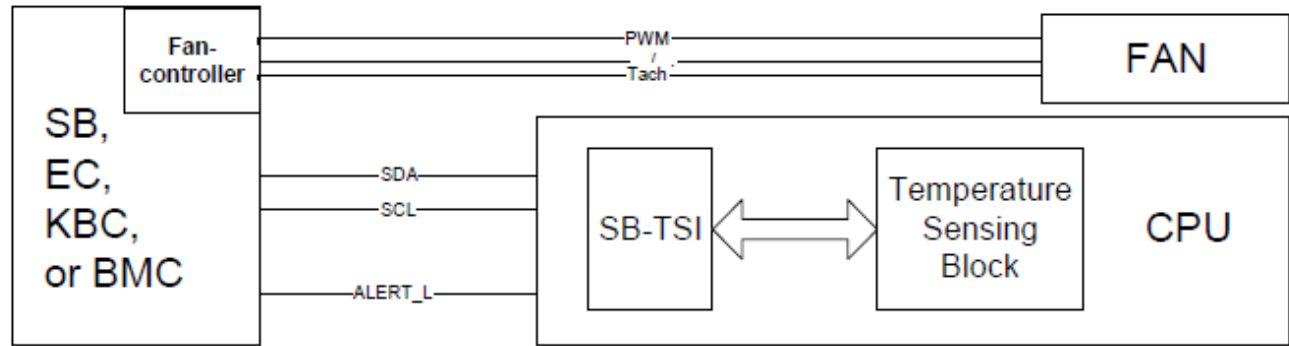 Fan-
controller
SB,
EC,
KBC,
or BMC
PWM
/
Tach
FAN
SDA
SCL
ALERT_L
SB-TSI
Temperature
Sensing
Block
CPU